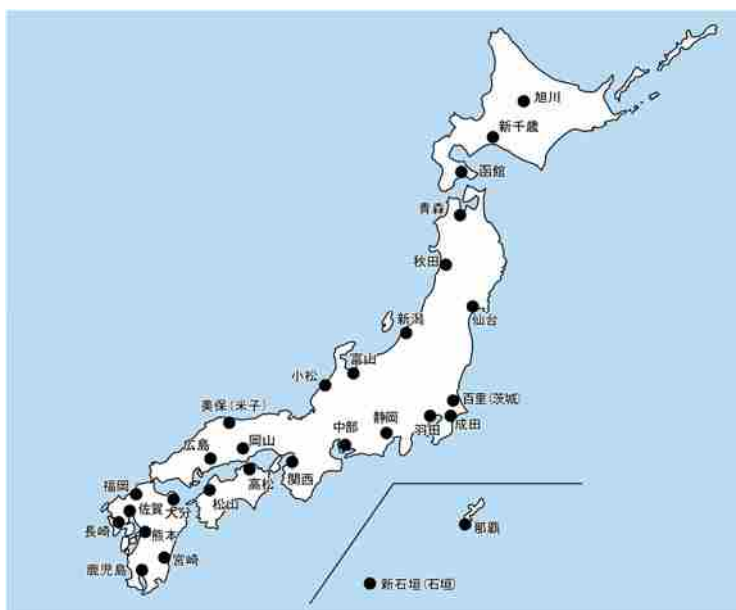 旭川
新千歳
函館
青森
秋田
仙台
新潟
富山
小松
百里(茨城)
成田
羽田
静岡
中部
美保(米子)
岡山
広島
関西
高松
松山
福岡
佐賀
大分
長崎
熊本
宮崎
鹿児島
那覇
新石垣(石垣)